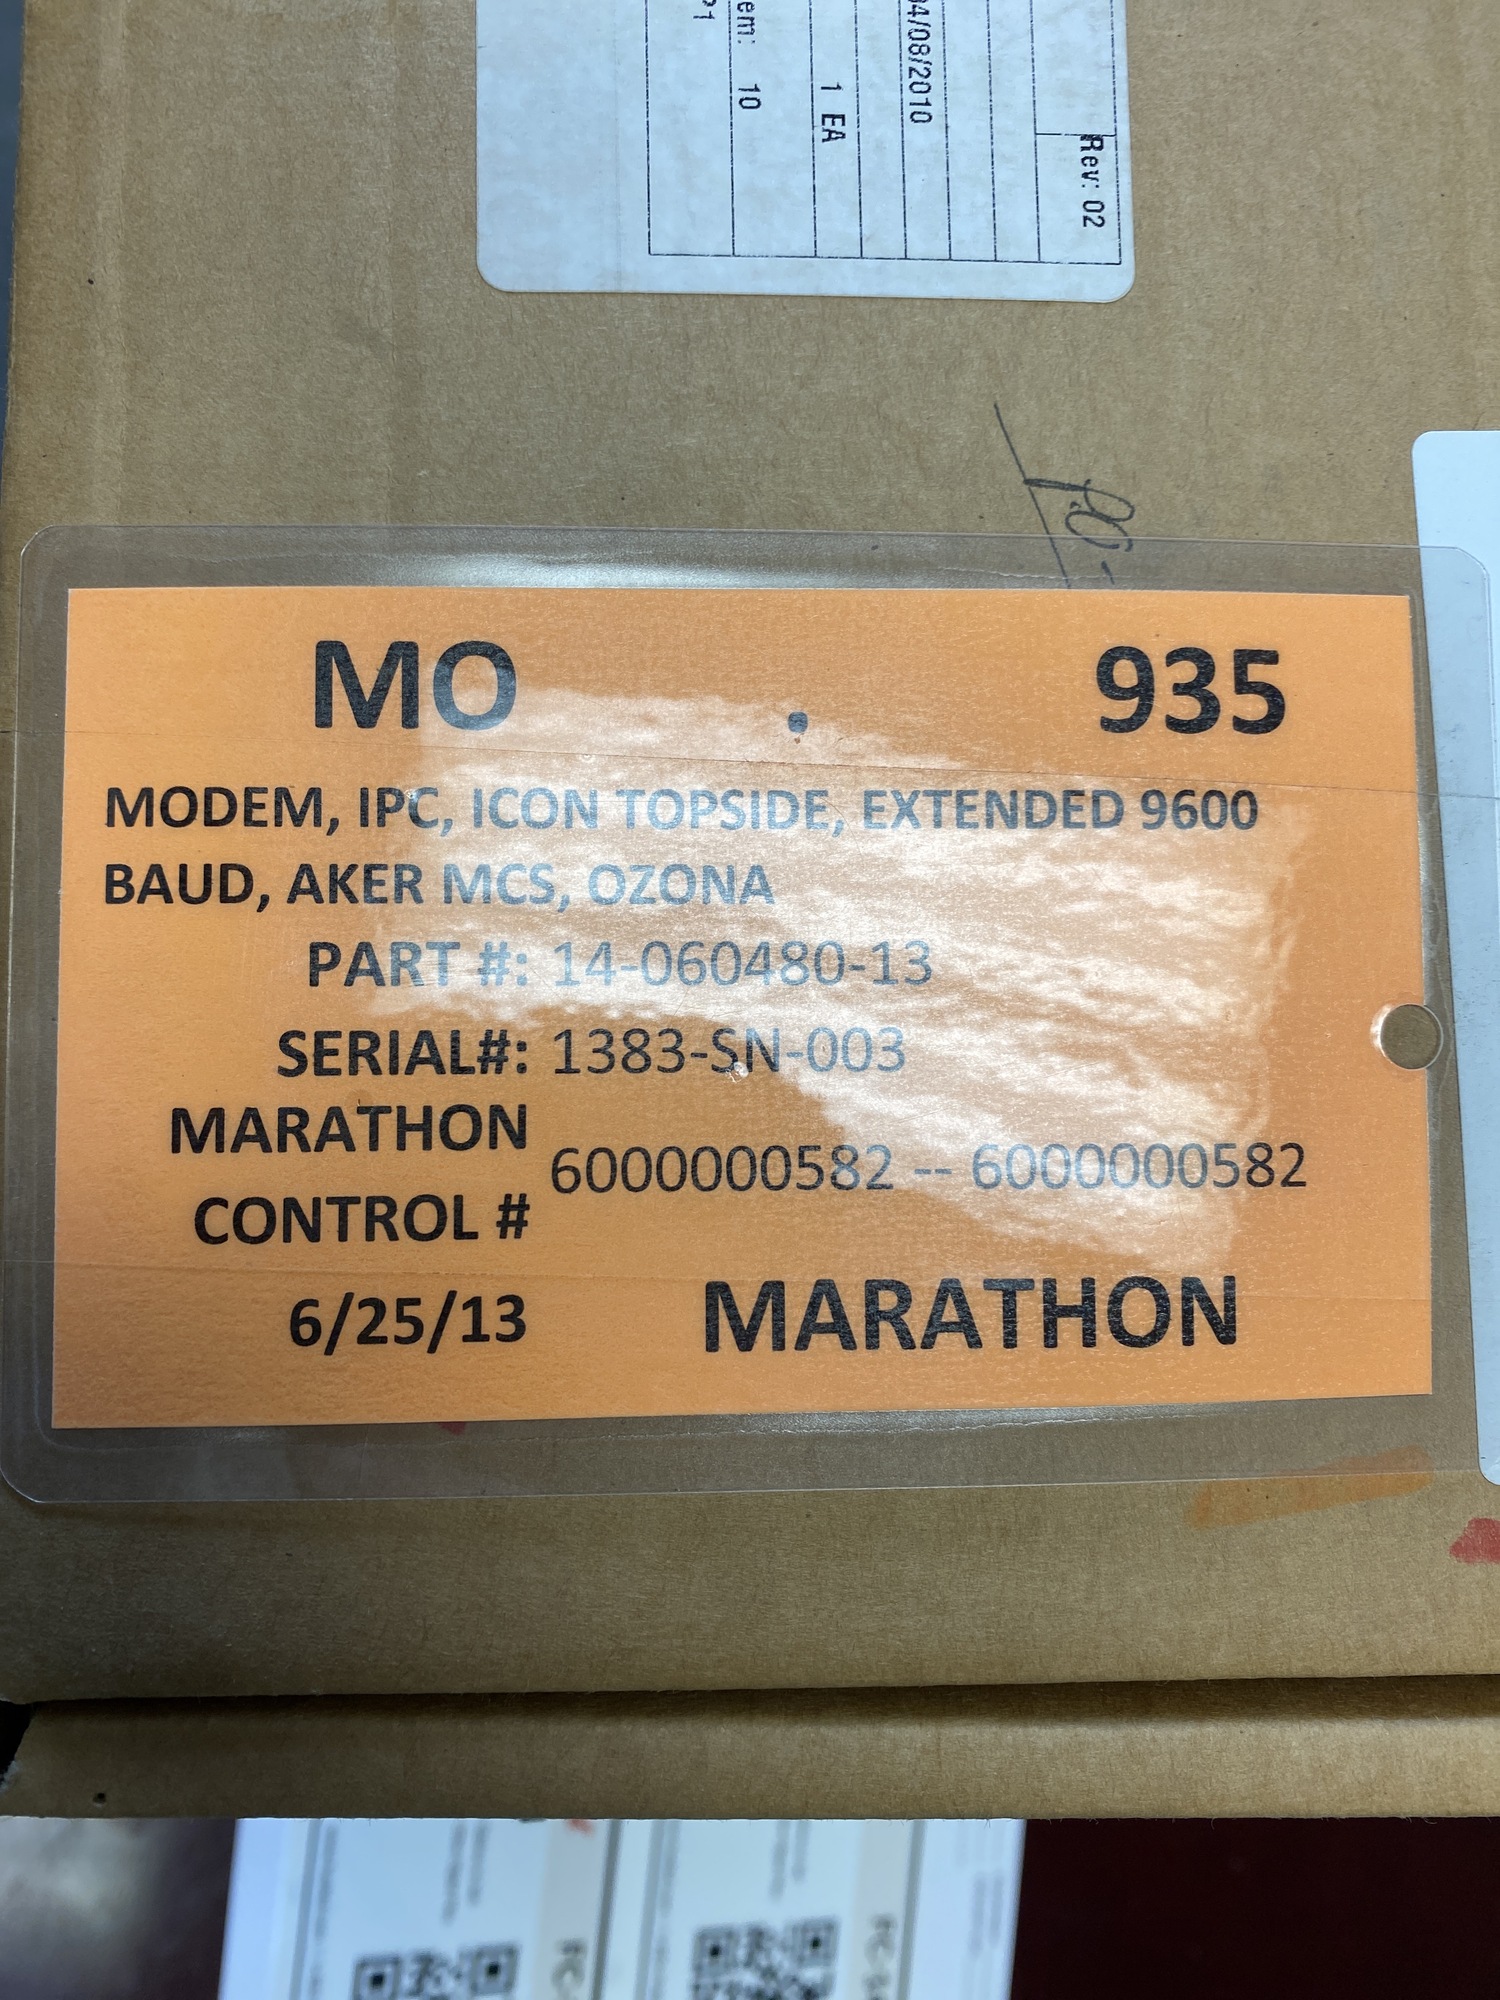 Rev: 02
04/08/2010
1 EA
em: 10
P.O-
MO . 935
MODEM, IPC, ICON TOPSIDE, EXTENDED 9600
BAUD, AKER MCS, OZONA
PART #: 14-060480-13
SERIAL#: 1383-SN-003
MARATHON
CONTROL # 6000000582 -- 6000000582
6/25/13 MARATHON